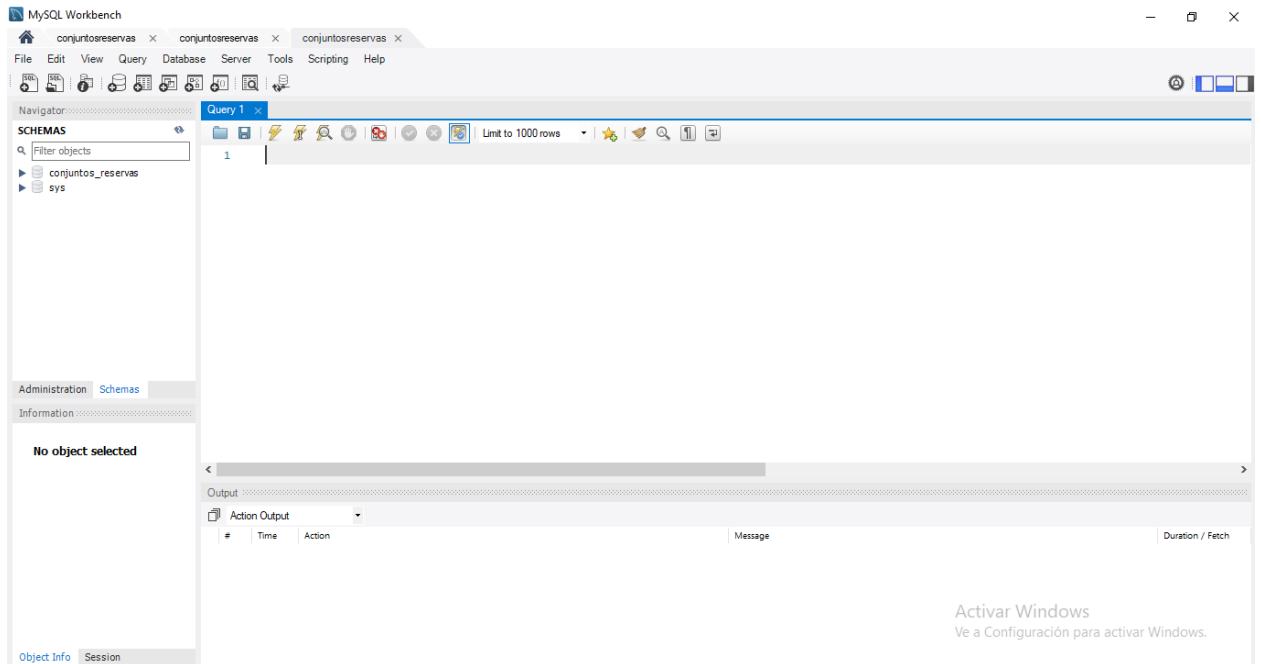 MySQL Workbench
conjuntosreservas conjuntosreservas conjuntosreservas
File Edit View Query Database Server Tools Scripting Help
Navigator
Query 1
SCHEMAS
Limit to 1000 rows
Filter objects
1
conjuntos_reservas
sys
Administration Schemas
Information
No object selected
Output
Action Output
# Time Action Message Duration / Fetch
Activar Windows
Ve a Configuración para activar Windows.
Object Info Session